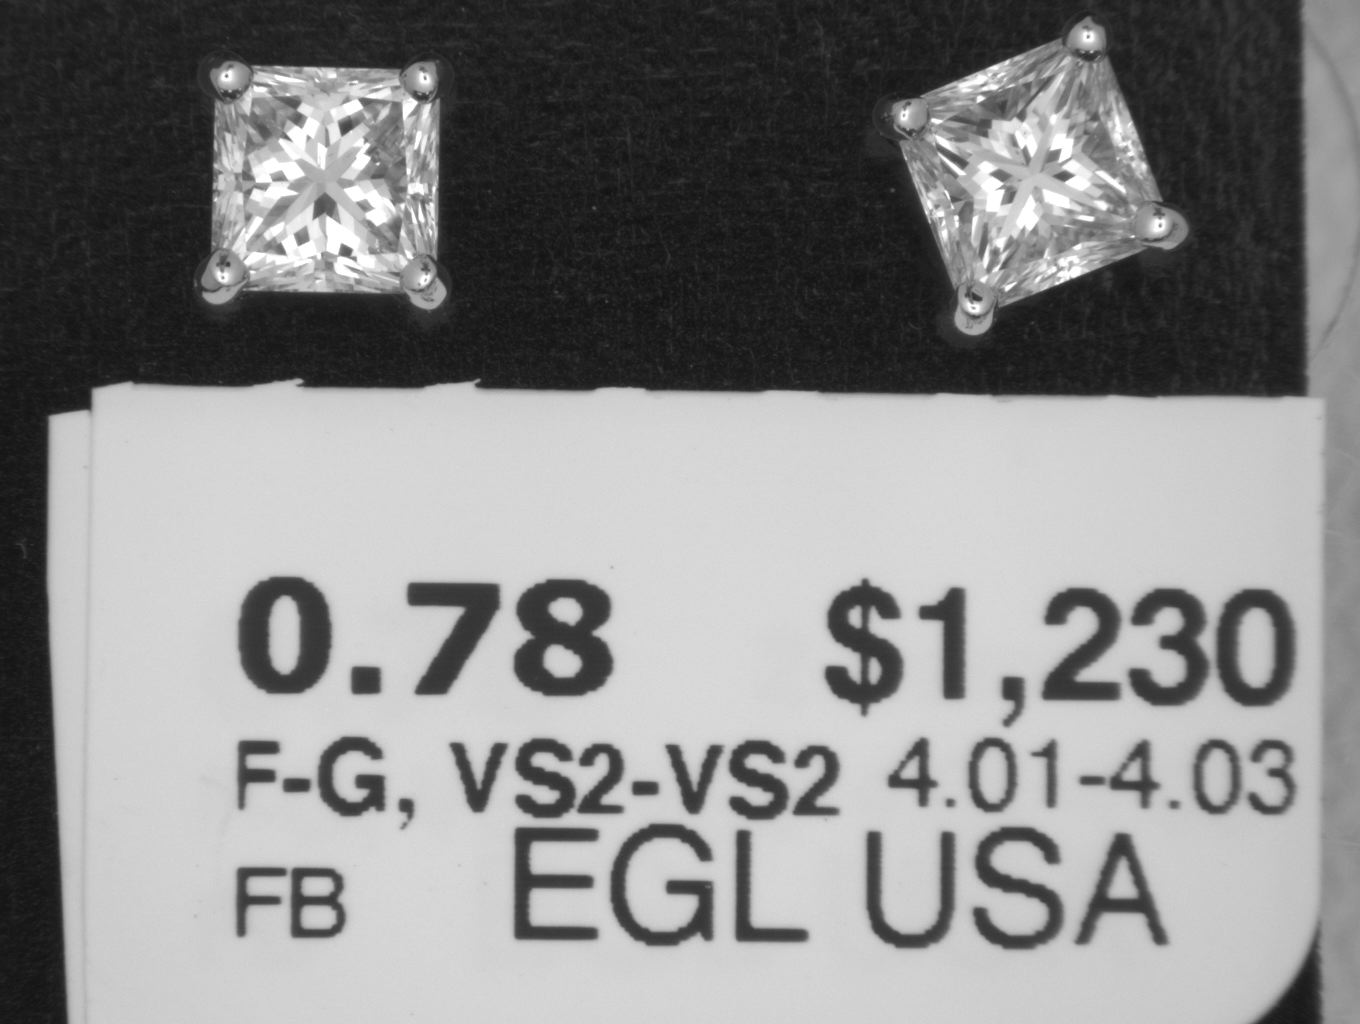 0.78 $1,230
F-G, VS2-VS2 4.01-4.03
FB EGL USA